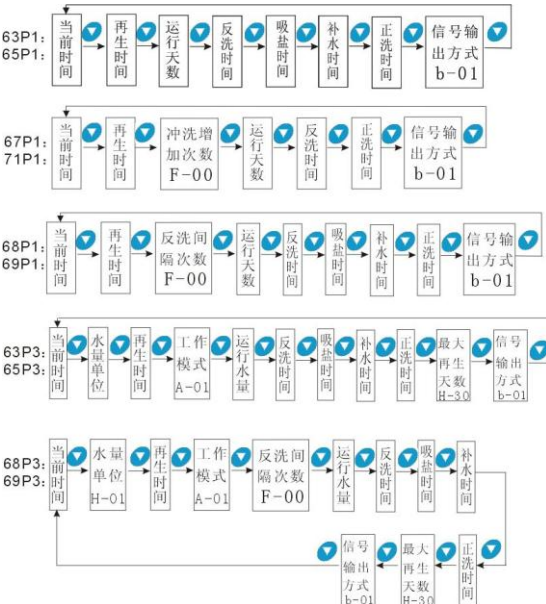 63P1:
65P1:
当前时间
再生时间
运行天数
反洗时间
吸盐时间
补水时间
正洗时间
信号输
出方式
b-01
67P1:
71P1:
当前时间
再生时间
冲洗增
加次数
F-00
运行天数
反洗时间
正洗时间
信号输
出方式
b-01
68P1:
69P1:
当前时间
再生时间
反洗间
隔次数
F-00
运行天数
反洗时间
吸盐时间
补水时间
正洗时间
信号输
出方式
b-01
63P3:
65P3:
当前时间
水量单位
再生时间
工作
模式
A-01
运行水量
反洗时间
吸盐时间
补水时间
正洗时间
最大
再生
天数
H-30
信号
输出
方式
b-01
68P3:
69P3:
当前时间
水量
单位
H-01
再生时间
工作
模式
A-01
反洗间
隔次数
F-00
运行水量
反洗时间
吸盐时间
补水时间
正洗时间
最大
再生
天数
H-30
信号
输出
方式
b-01